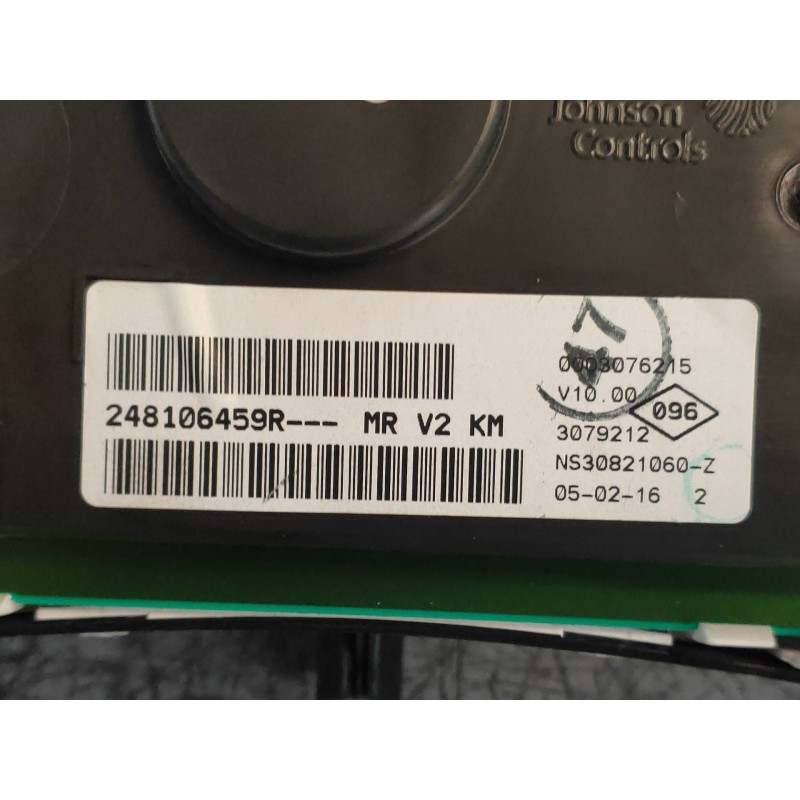 Johnson
Controls
0003076215
V10.00
096
248106459R--- MR V2 KM
3079212
NS30821060-Z
05-02-16 2